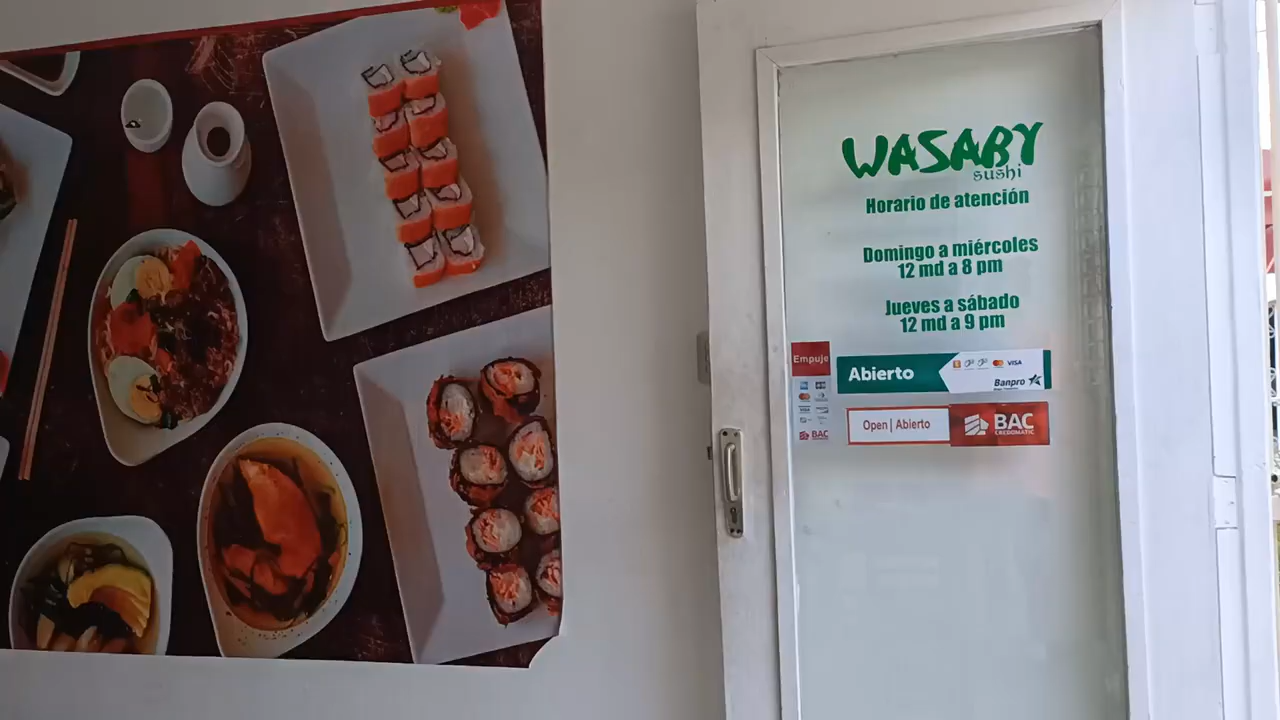 WASABY
sushi
Horario de atención
Domingo a miércoles
12 md a 8 pm
Jueves a sábado
12 md a 9 pm
Empuje
Abierto
VISA
Banpro
Open | Abierto
BAC
CREDOMATIC
VISA
BAC